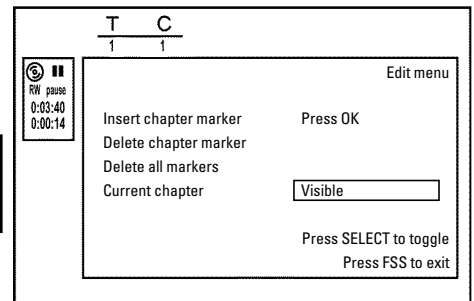 T C
1 1
RW pause
0:03:40
0:00:14
Edit menu
Insert chapter marker Press OK
Delete chapter marker
Delete all markers
Current chapter Visible
Press SELECT to toggle
Press FSS to exit